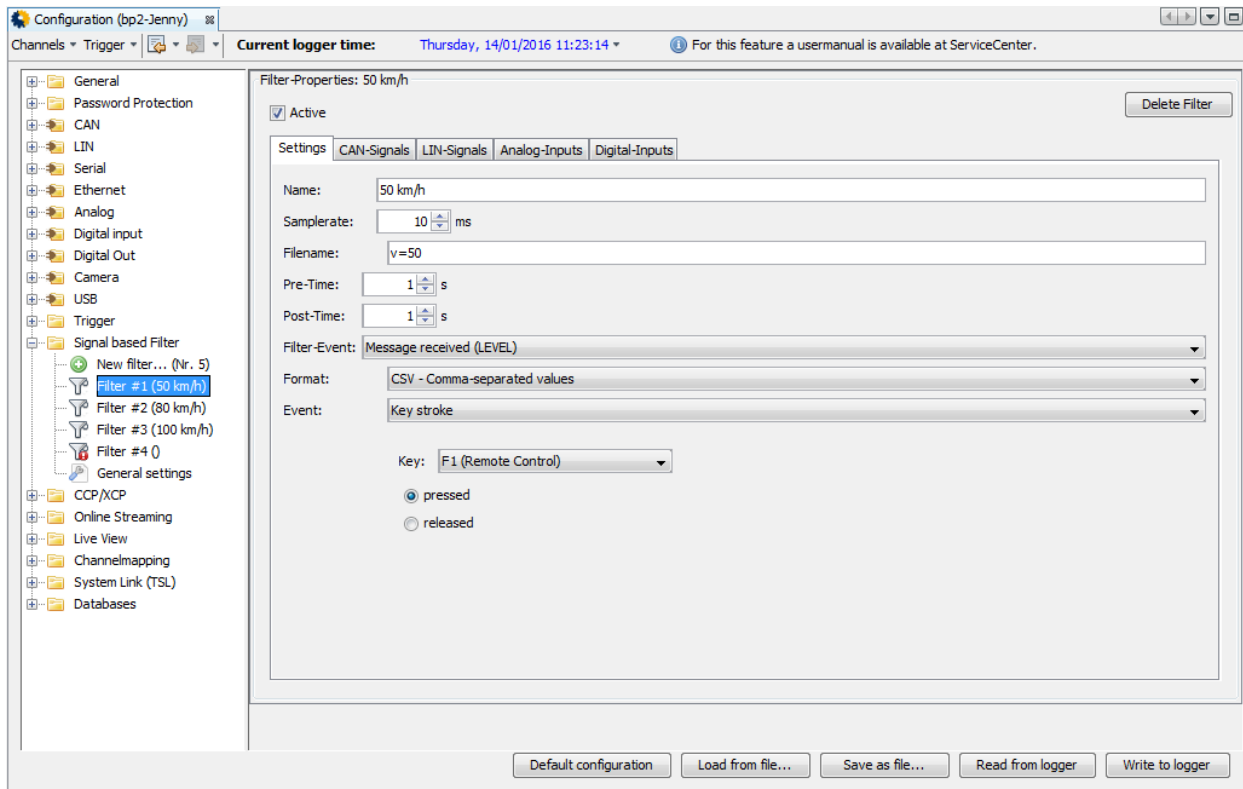 Configuration (bp2-Jenny)
Channels Trigger Current logger time: Thursday, 14/01/2016 11:23:14 For this feature a usermanual is available at ServiceCenter.
General
Password Protection
CAN
LIN
Serial
Ethernet
Analog
Digital input
Digital Out
Camera
USB
Trigger
Signal based Filter
New filter... (Nr. 5)
Filter #1 (50 km/h)
Filter #2 (80 km/h)
Filter #3 (100 km/h)
Filter #4 ()
General settings
CCP/XCP
Online Streaming
Live View
Channelmapping
System Link (TSL)
Databases
Filter-Properties: 50 km/h
Active
Delete Filter
Settings CAN-Signals LIN-Signals Analog-Inputs Digital-Inputs
Name: 50 km/h
Samplerate: 10 ms
Filename: v=50
Pre-Time: 1 s
Post-Time: 1 s
Filter-Event: Message received (LEVEL)
Format: CSV - Comma-separated values
Event: Key stroke
Key: F1 (Remote Control)
pressed
released
Default configuration Load from file... Save as file... Read from logger Write to logger